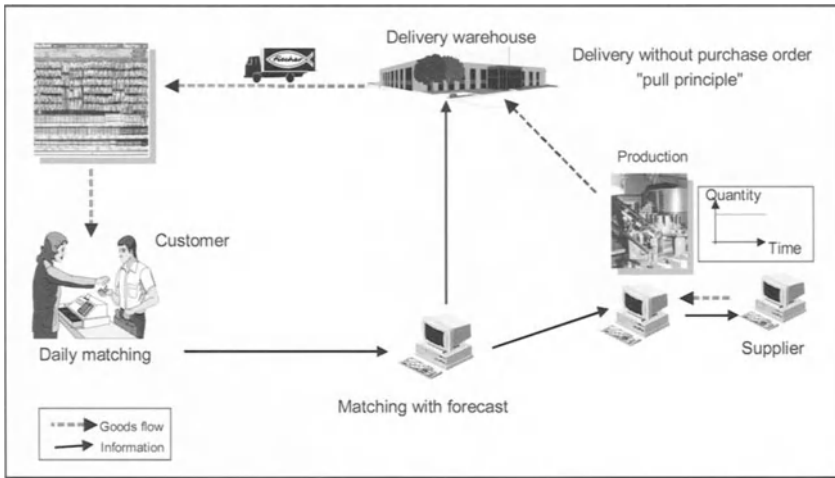 Delivery warehouse
Delivery without purchase order
"pull principle"
Production
Quantity
Time
Customer
Daily matching
Supplier
Matching with forecast
Goods flow
Information